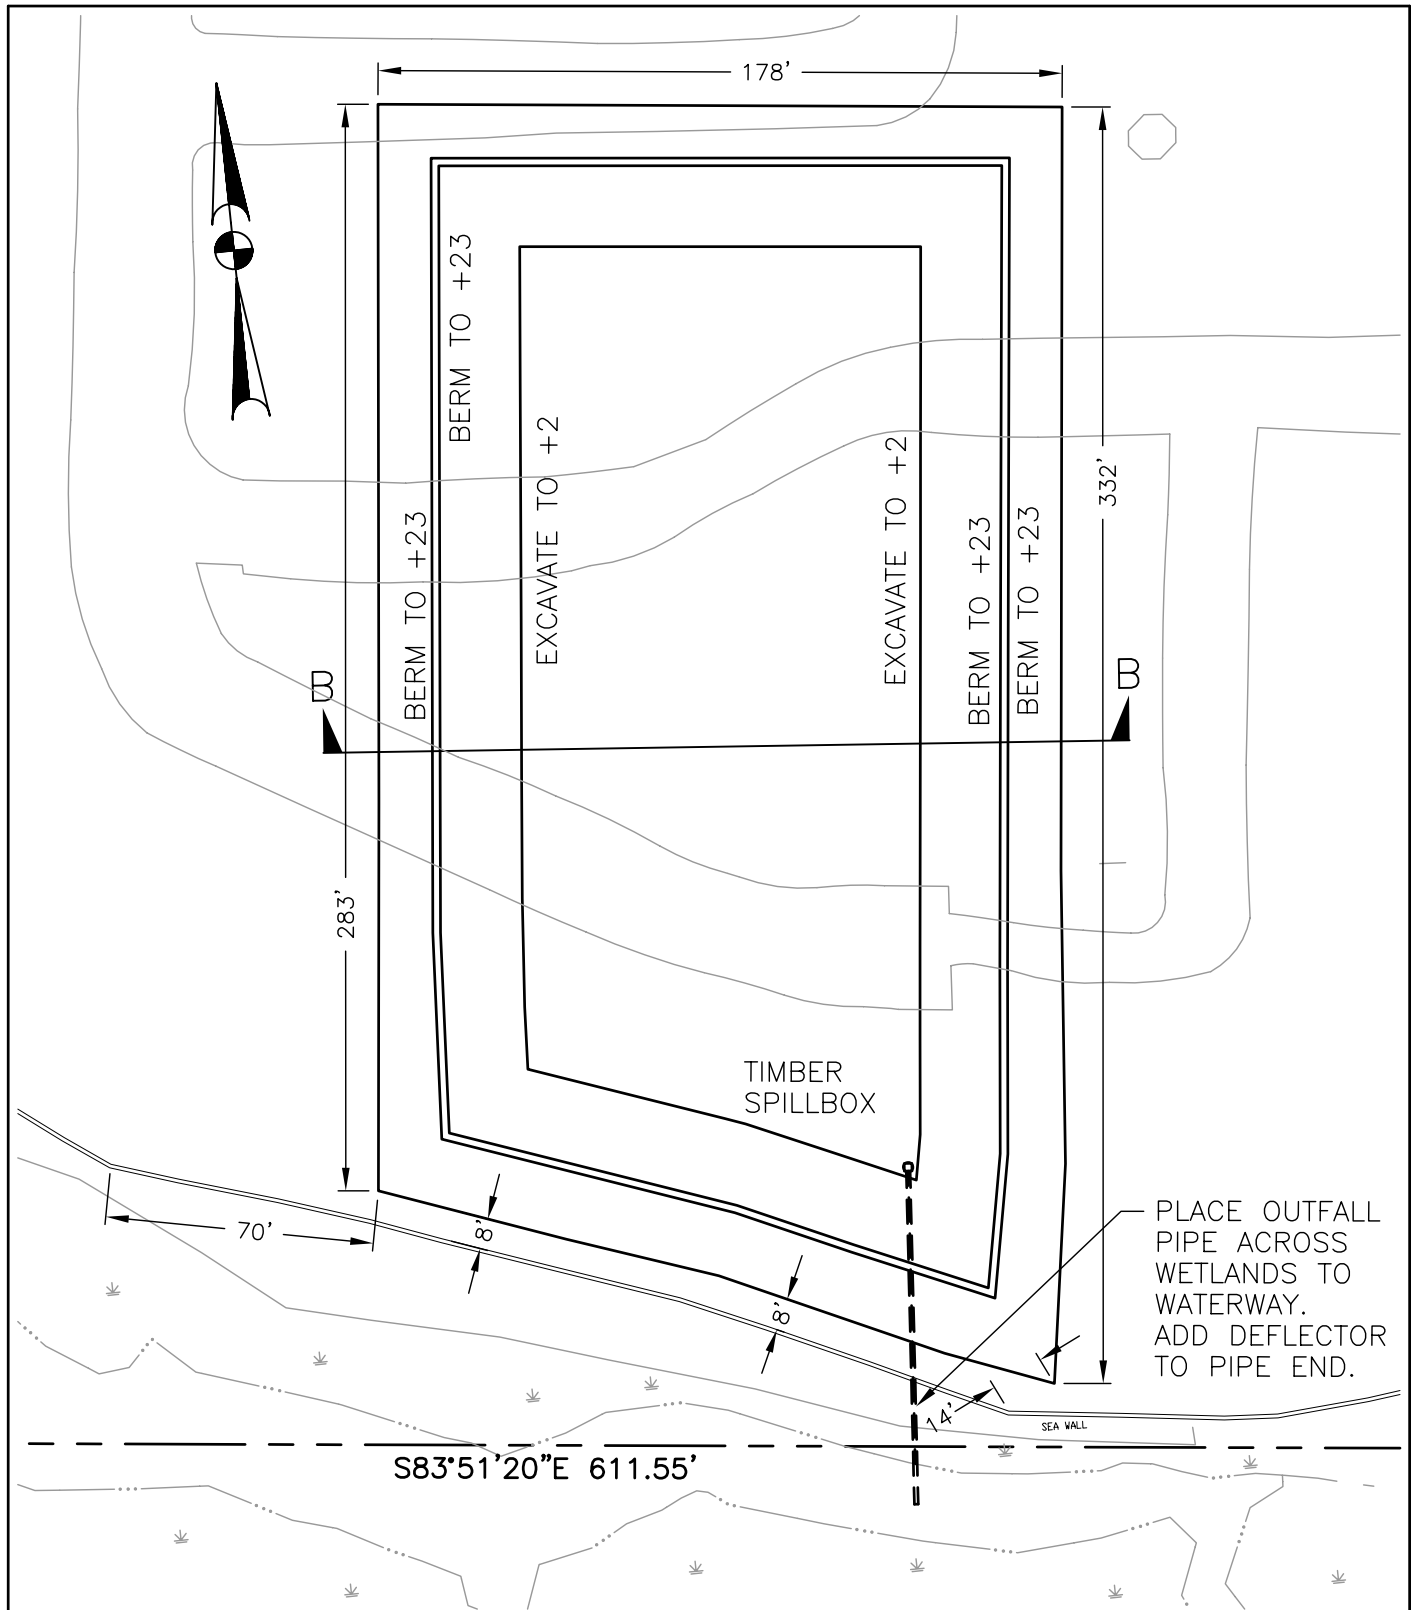 178'
BERM TO +23
EXCAVATE TO +2
EXCAVATE TO +2
332'
BERM TO +23
BERM TO +23
BERM TO +23
B
B
283'
TIMBER
SPILLBOX
70'
8'
8'
14'
PLACE OUTFALL
PIPE ACROSS
WETLANDS TO
WATERWAY.
ADD DEFLECTOR
TO PIPE END.
SEA WALL
S83°51'20"E 611.55'